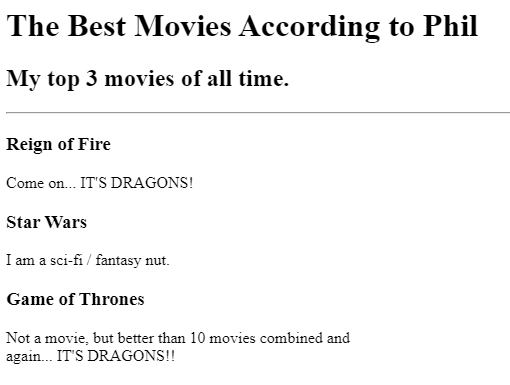 The Best Movies According to Phil
My top 3 movies of all time.
Reign of Fire
Come on... IT'S DRAGONS!
Star Wars
I am a sci-fi / fantasy nut.
Game of Thrones
Not a movie, but better than 10 movies combined and
again... IT'S DRAGONS!!